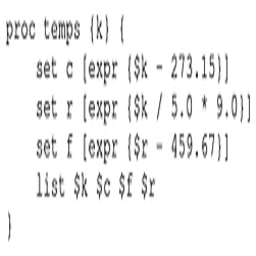 proc temps {k} {
set c [expr {$k - 273.15}]
set r [expr {$k / 5.0 * 9.0}]
set f [expr {$r - 459.67}]
list $k $c $f $r
}